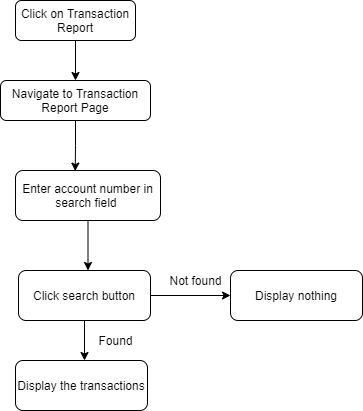 Click on Transaction
Report
Navigate to Transaction
Report Page
Enter account number in
search field
Not found
Click search button
Display nothing
Found
Display the transactions